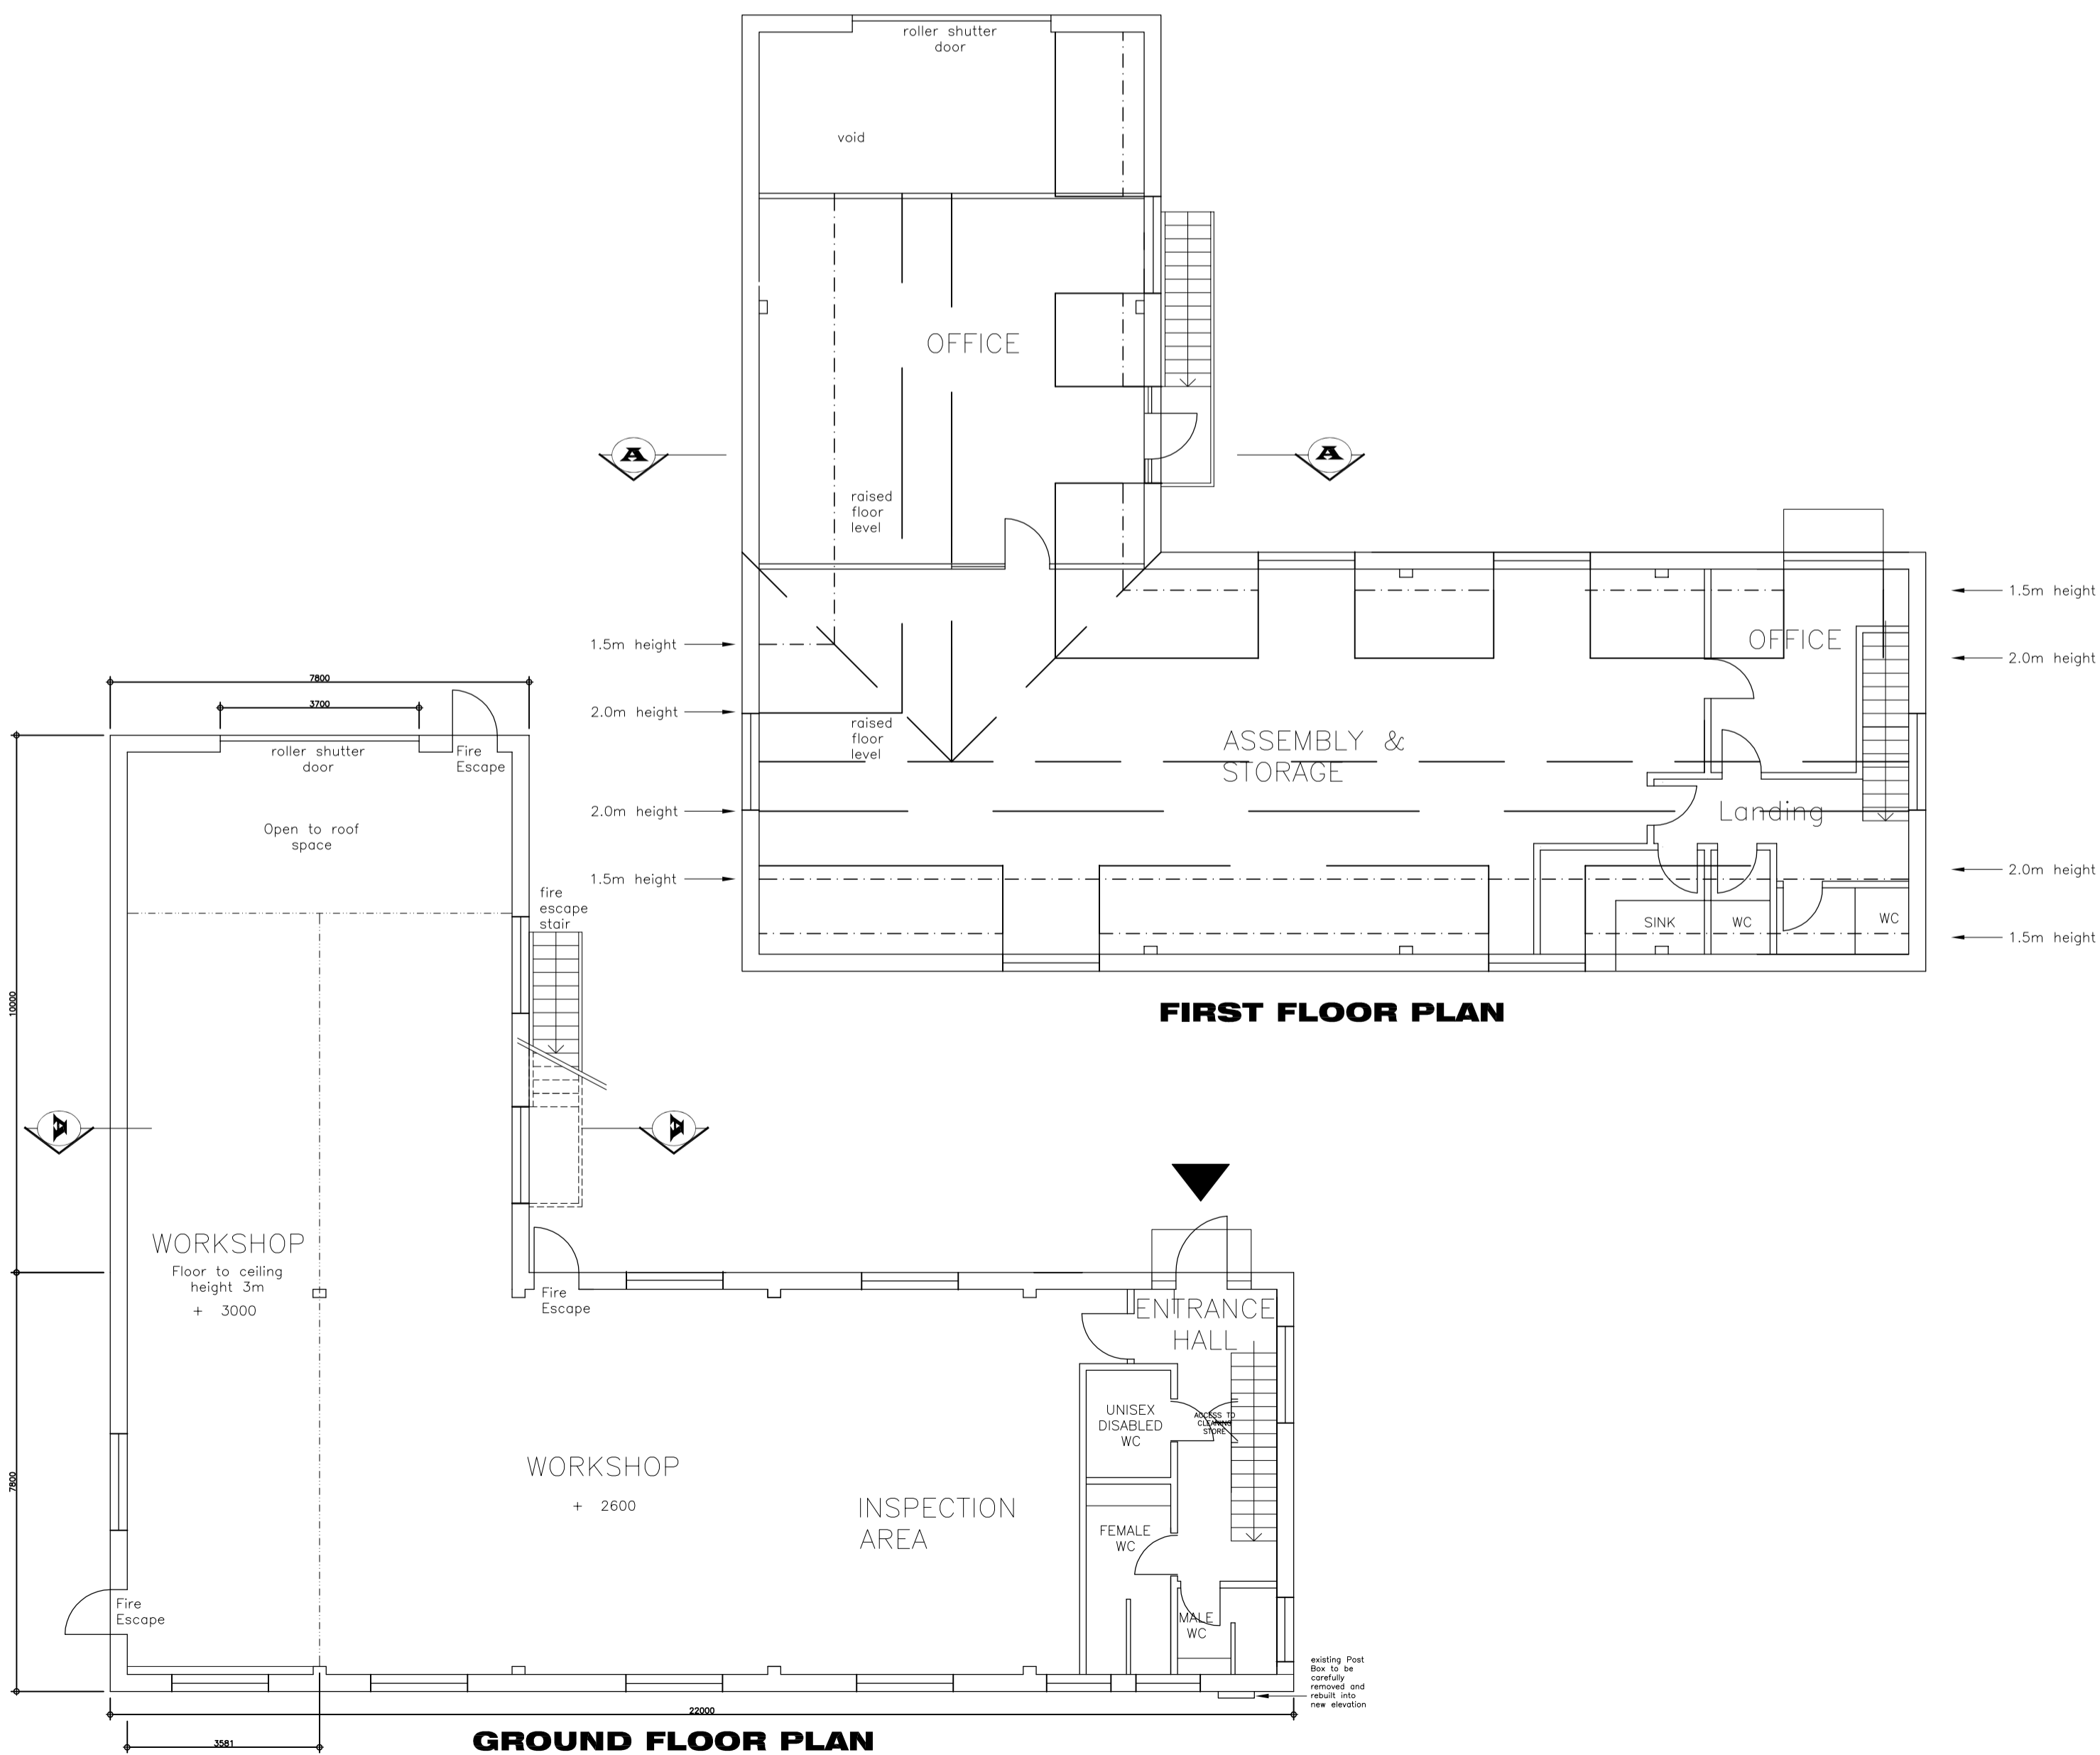 roller shutter
door
void
OFFICE
A
A
raised
floor
level
1.5m height
OFFICE
1.5m height
2.0m height
2.0m height
raised
floor
level
ASSEMBLY &
STORAGE
2.0m height
Landing
1.5m height
2.0m height
SINK
WC
WC
1.5m height
FIRST FLOOR PLAN
7800
3700
roller shutter
door
Fire
Escape
Open to roof
space
fire
escape
stair
10000
A
A
WORKSHOP
Floor to ceiling
height 3m
+ 3000
Fire
Escape
ENTRANCE
HALL
UNISEX
DISABLED
WC
ACCESS TO
CLEANING
STORE
WORKSHOP
+ 2600
INSPECTION
AREA
7800
FEMALE
WC
Fire
Escape
MALE
WC
existing Post
Box to be
carefully
removed and
rebuilt into
new elevation
22000
3581
GROUND FLOOR PLAN